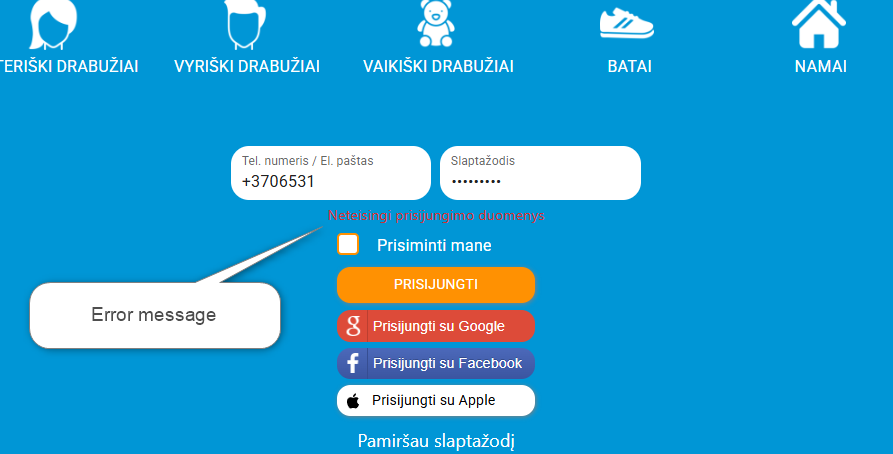 TERIŠKI DRABUŽIAI VYRIŠKI DRABUŽIAI VAIKIŠKI DRABUŽIAI BATAI NAMAI
Tel. numeris / El. paštas Slaptažodis
+3706531 •••••••••
Neteisingi prisijungimo duomenys
Prisiminti mane
Error message
PRISIJUNGTI
g Prisijungti su Google
f Prisijungti su Facebook
Prisijungti su Apple
Pamiršau slaptažodį